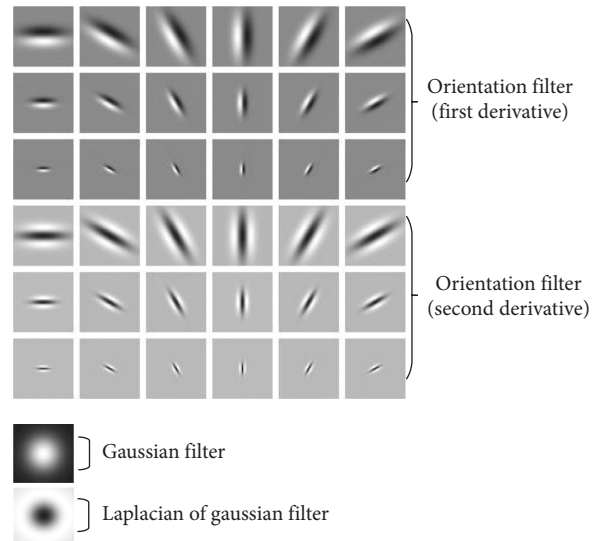 Orientation filter
(first derivative)
Orientation filter
(second derivative)
Gaussian filter
Laplacian of gaussian filter